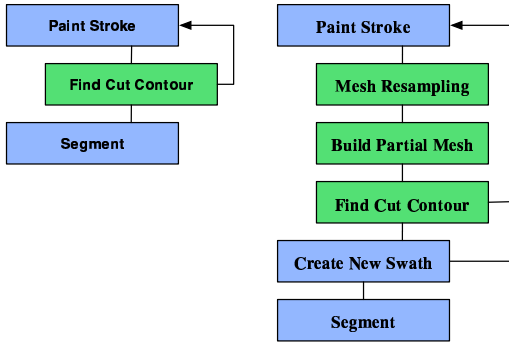 Paint Stroke
Find Cut Contour
Segment
Paint Stroke
Mesh Resampling
Build Partial Mesh
Find Cut Contour
Create New Swath
Segment